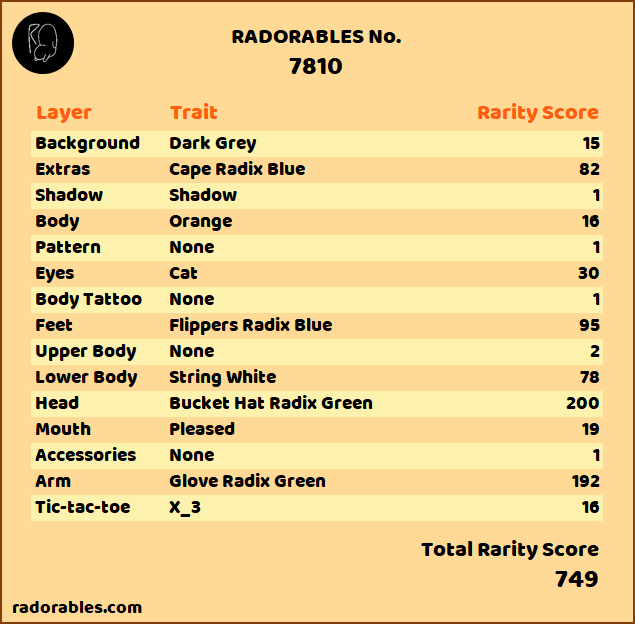 RADORABLES No.
7810
Layer Trait Rarity Score
Background Dark Grey 15
Extras Cape Radix Blue 82
Shadow Shadow 1
Body Orange 16
Pattern None 1
Eyes Cat 30
Body Tattoo None 1
Feet Flippers Radix Blue 95
Upper Body None 2
Lower Body String White 78
Head Bucket Hat Radix Green 200
Mouth Pleased 19
Accessories None 1
Arm Glove Radix Green 192
Tic-tac-toe X_3 16
Total Rarity Score
749
radorables.com